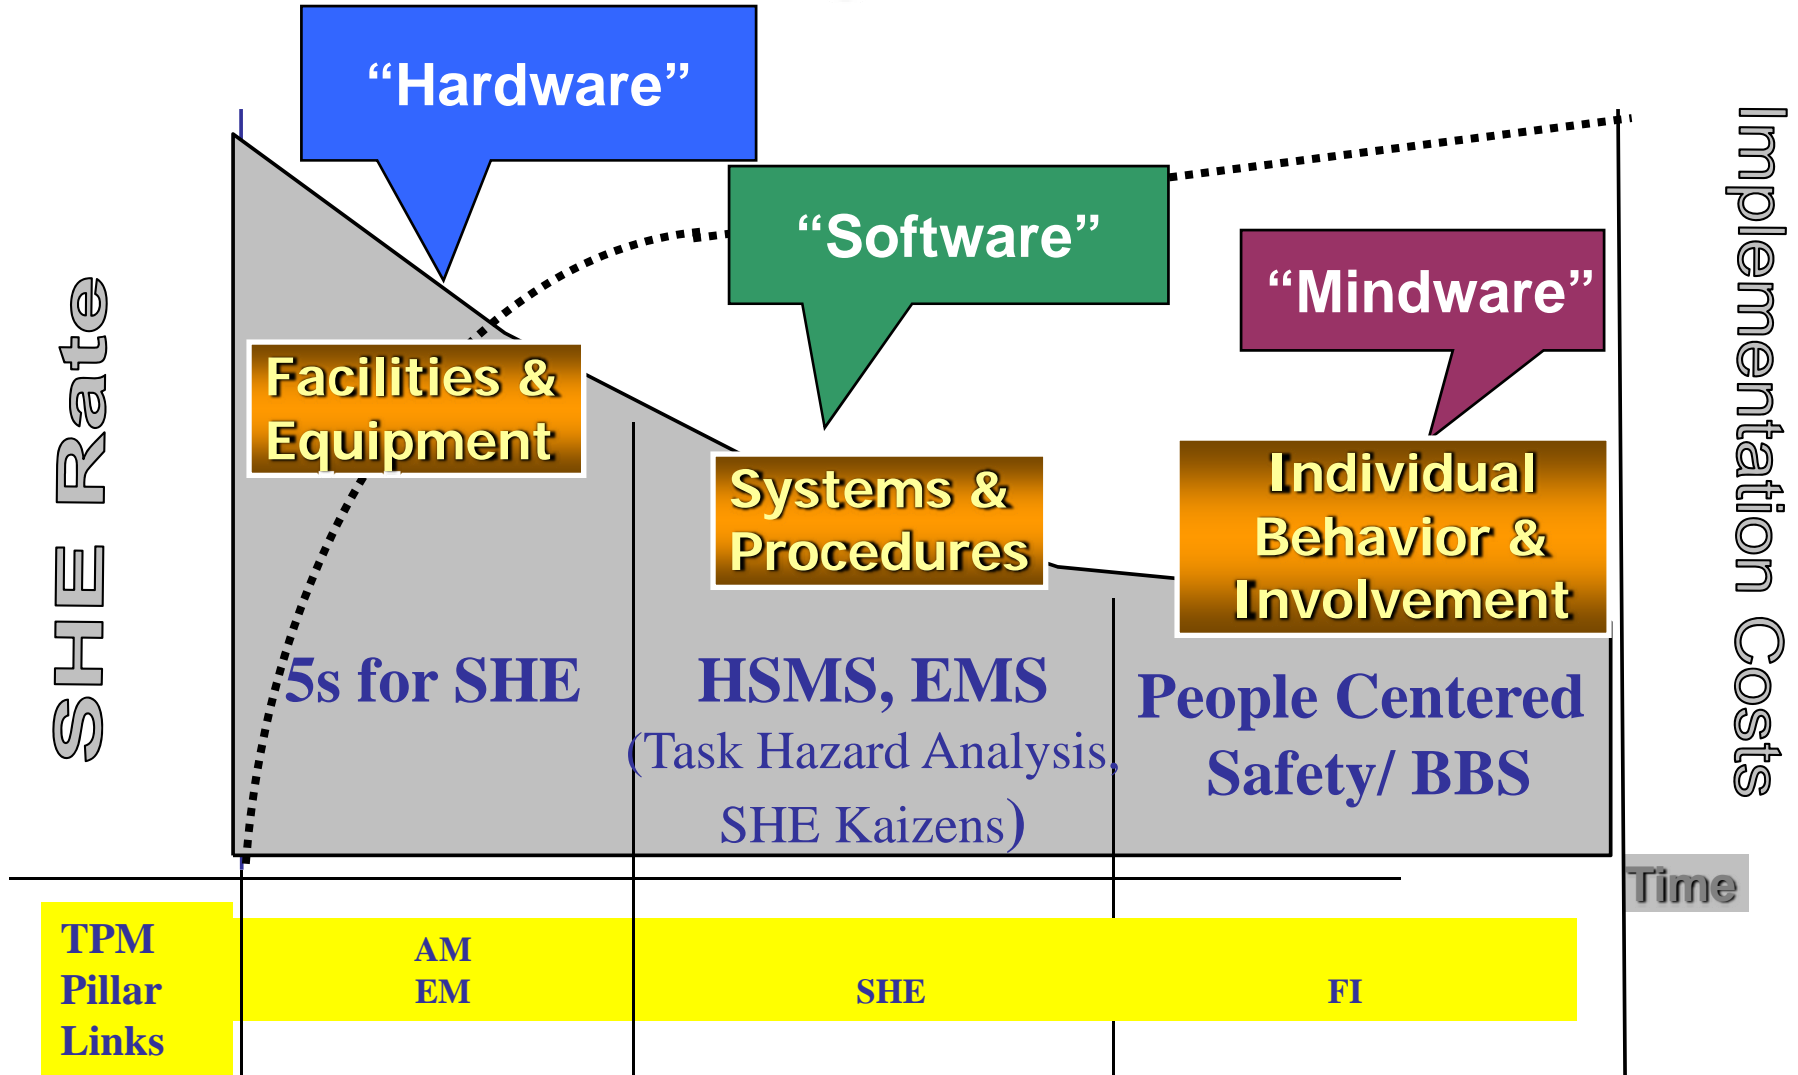 “Hardware”
“Software”
“Mindware”
SHE Rate
Implementation Costs
Facilities &
Equipment
Systems &
Procedures
Individual
Behavior &
Involvement
5s for SHE
HSMS, EMS
(Task Hazard Analysis,
SHE Kaizens)
People Centered
Safety/ BBS
Time
TPM
Pillar
Links
AM
EM
SHE
FI